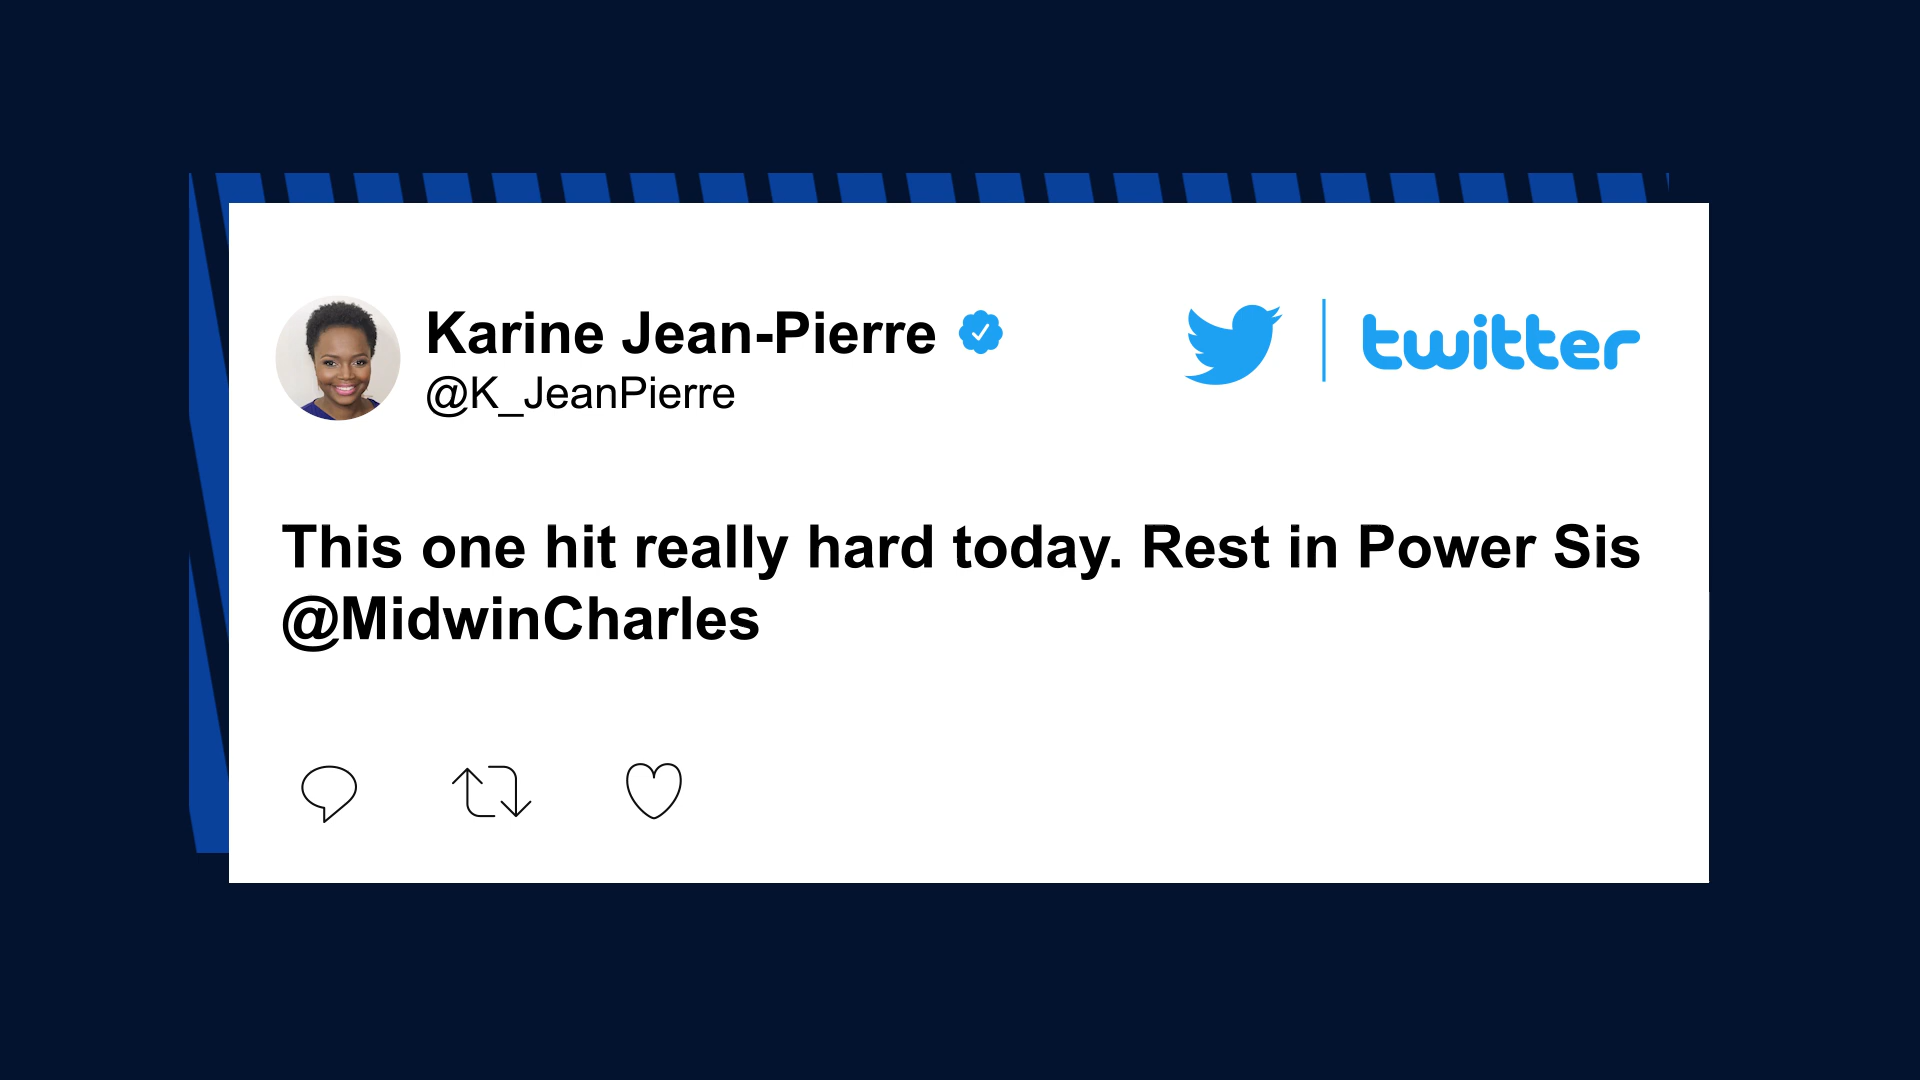 Karine Jean-Pierre
@K_JeanPierre
twitter
This one hit really hard today. Rest in Power Sis
@MidwinCharles